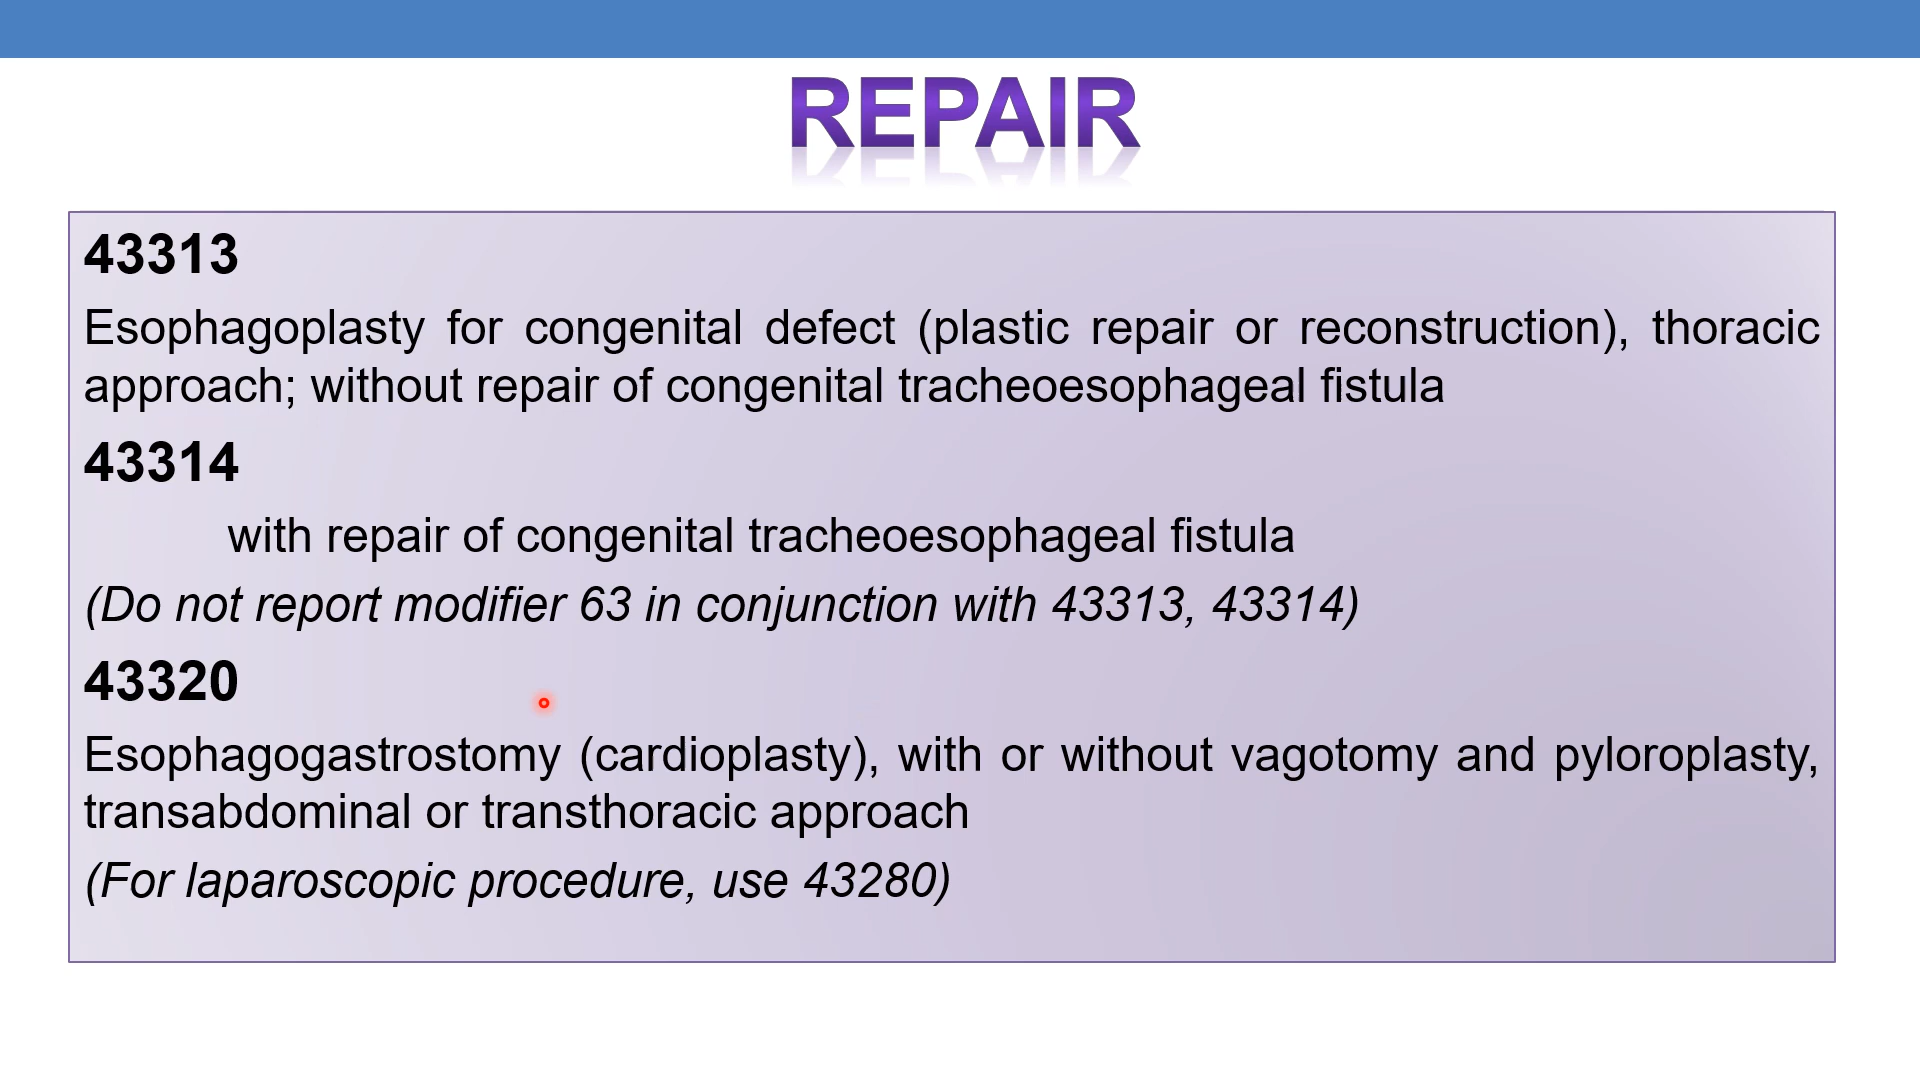 REPAIR
43313
Esophagoplasty for congenital defect (plastic repair or reconstruction), thoracic
approach; without repair of congenital tracheoesophageal fistula
43314
with repair of congenital tracheoesophageal fistula
(Do not report modifier 63 in conjunction with 43313, 43314)
43320
Esophagogastrostomy (cardioplasty), with or without vagotomy and pyloroplasty,
transabdominal or transthoracic approach
(For laparoscopic procedure, use 43280)